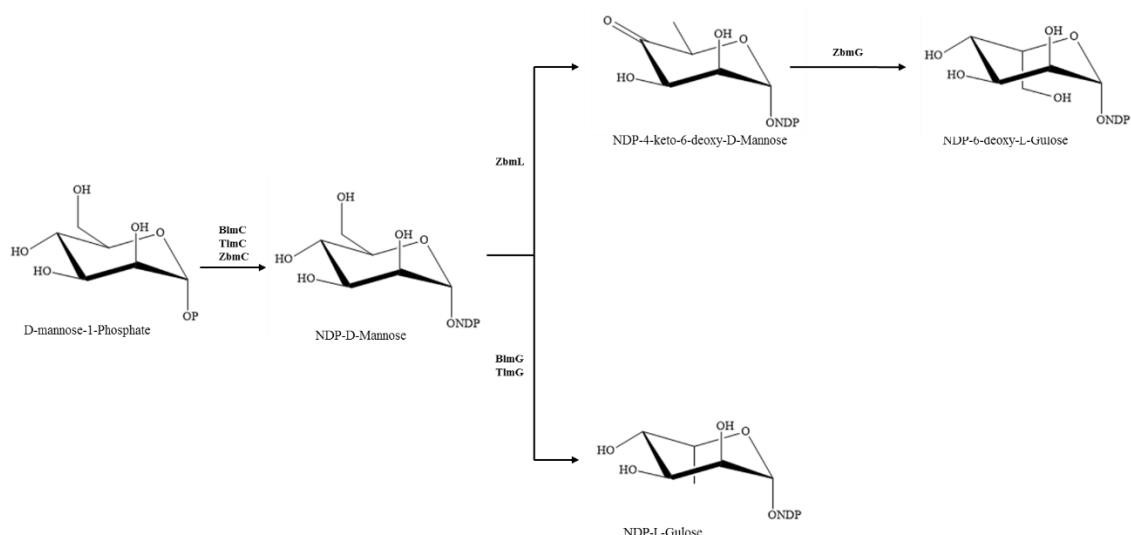 O
OH
O
HO
ONDP
NDP-4-keto-6-deoxy-D-Mannose
ZbmG
OH
O
HO
HO
OH
ONDP
NDP-6-deoxy-L-Gulose
ZbmL
OH
OH
O
HO
HO
OP
D-mannose-1-Phosphate
BlmC
TlmC
ZbmC
OH
OH
O
HO
HO
ONDP
NDP-D-Mannose
BlmG
TlmG
OH
O
HO
HO
ONDP
NDP-L-Gulose